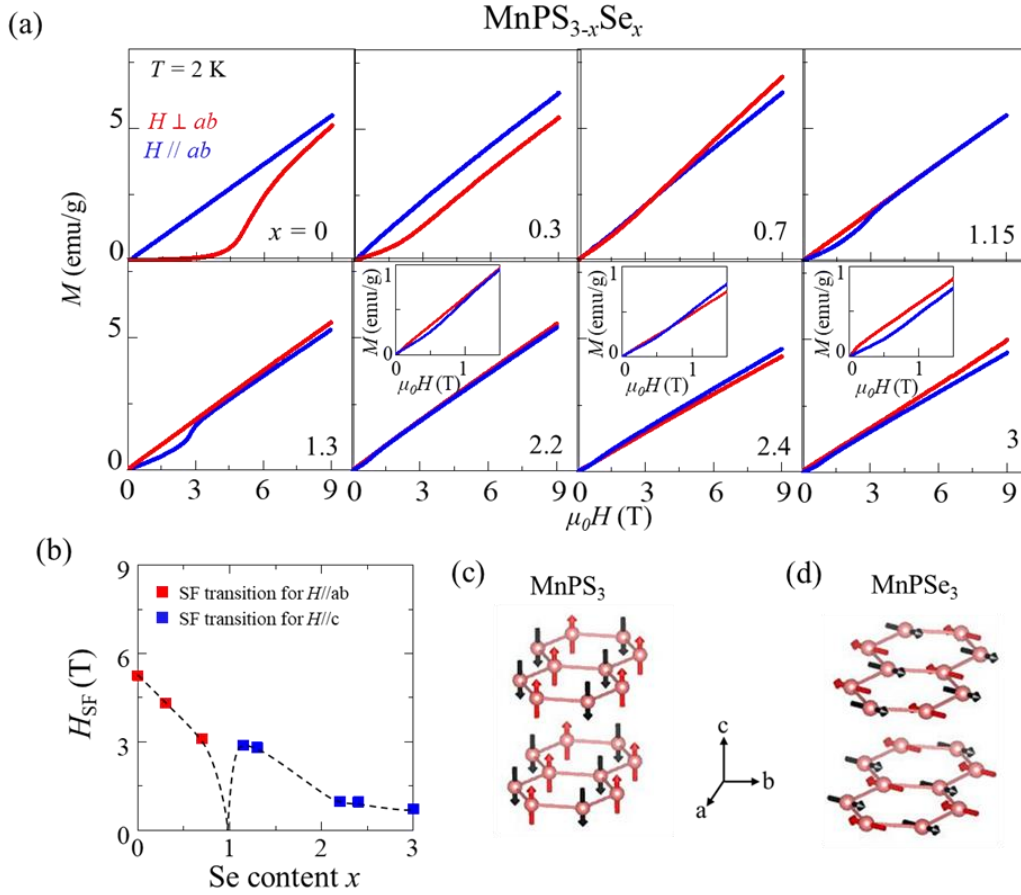 (a)
MnPS3-xSex
T = 2 K
H ⊥ ab
H // ab
x = 0
0.3
0.7
1.15
M (emu/g)
5
0
5
0
1.3
2.2
2.4
3
M (emu/g)
1
0
0 1
μ0H (T)
M (emu/g)
1
0
0 1
μ0H (T)
M (emu/g)
1
0
0 1
μ0H (T)
0 3 6 9 0 3 6 9 0 3 6 9 0 3 6 9
μ0H (T)
(b)
9
6
3
0
HSF (T)
SF transition for H//ab
SF transition for H//c
0 1 2 3
Se content x
(c)
MnPS3
c
b
a
(d)
MnPSe3